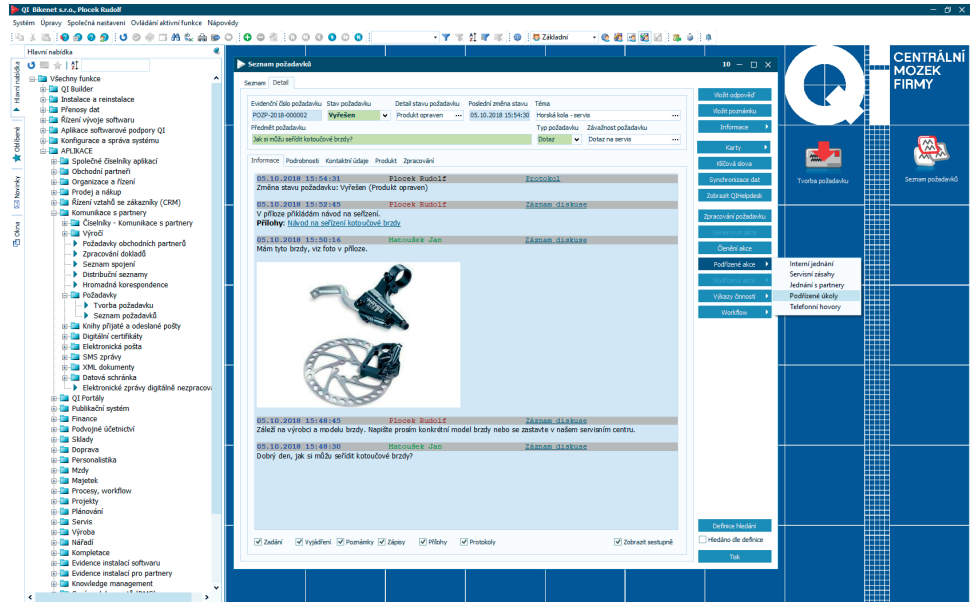 QI Bikenet s.r.o., Plocek Rudolf
Systém Úpravy Společná nastavení Ovládání aktivní funkce Nápovědy
Základní
Hlavní nabídka
Hlavní nabídka
Oblíbené
Novinky
Okna
Všechny funkce
QI Builder
Instalace a reinstalace
Přenosy dat
Řízení vývoje softwaru
Aplikace softwarové podpory QI
Konfigurace a správa systému
APLIKACE
Společné číselníky aplikací
Obchodní partneři
Organizace a řízení
Prodej a nákup
Řízení vztahů se zákazníky (CRM)
Komunikace s partnery
Číselníky - Komunikace s partnery
Výročí
Požadavky obchodních partnerů
Zpracování dokladů
Seznam spojení
Distribuční seznamy
Hromadná korespondence
Požadavky
Tvorba požadavku
Seznam požadavků
Knihy přijaté a odeslané pošty
Digitální certifikáty
Elektronická pošta
SMS zprávy
XML dokumenty
Datová schránka
Elektronické zprávy digitálně nezpracova
QI Portály
Publikační systém
Finance
Podvojné účetnictví
Sklady
Doprava
Personalistika
Mzdy
Majetek
Procesy, workflow
Projekty
Plánování
Servis
Výroba
Nářadí
Kompletace
Evidence instalací softwaru
Evidence instalací pro partnery
Knowledge management
Seznam požadavků
10
Seznam Detail
Evidenční číslo požadavku Stav požadavku Detail stavu požadavku Poslední změna stavu Téma
POZP-2018-000002 Vyřešen Produkt opraven ... 05.10.2018 15:54:30 Horská kola - servis ...
Předmět požadavku Typ požadavku Závažnost požadavku
Jak si můžu seřídit kotoučové brzdy? Dotaz Dotaz na servis ...
Informace Podrobnosti Kontaktní údaje Produkt Zpracování
05.10.2018 15:54:31 Plocek Rudolf Protokol
Změna stavu požadavku: Vyřešen (Produkt opraven)
05.10.2018 15:52:45 Plocek Rudolf Záznam diskuse
V příloze přikládám návod na seřízení.
Přílohy: Návod na seřízení kotoučové brzdy
05.10.2018 15:50:16 Matoušek Jan Záznam diskuse
Mám tyto brzdy, viz foto v příloze.
05.10.2018 15:48:45 Plocek Rudolf Záznam diskuse
Záleží na výrobci a modelu brzdy. Napište prosím konkrétní model brzdy nebo se zastavte v našem servisním centru.
05.10.2018 15:48:30 Matoušek Jan Záznam diskuse
Dobrý den, jak si můžu seřídit kotoučové brzdy?
Zadání Vyjádření Poznámky Zápisy Přílohy Protokoly Zobrazit sestupně
Vložit odpověď
Vložit poznámku
Informace
Karty
Klíčová slova
Synchronizace dat
Zobrazit QIHelpdesk
Zpracování požadavku
Členění akce
Podřízené akce
Výkazy činností
Workflow
Definice hledání
Hledáno dle definice
Tisk
Interní jednání
Servisní zásahy
Jednání s partnery
Podřízené úkoly
Telefonní hovory
CENTRÁLNÍ
MOZEK
FIRMY
Tvorba požadavku
Seznam požadavků